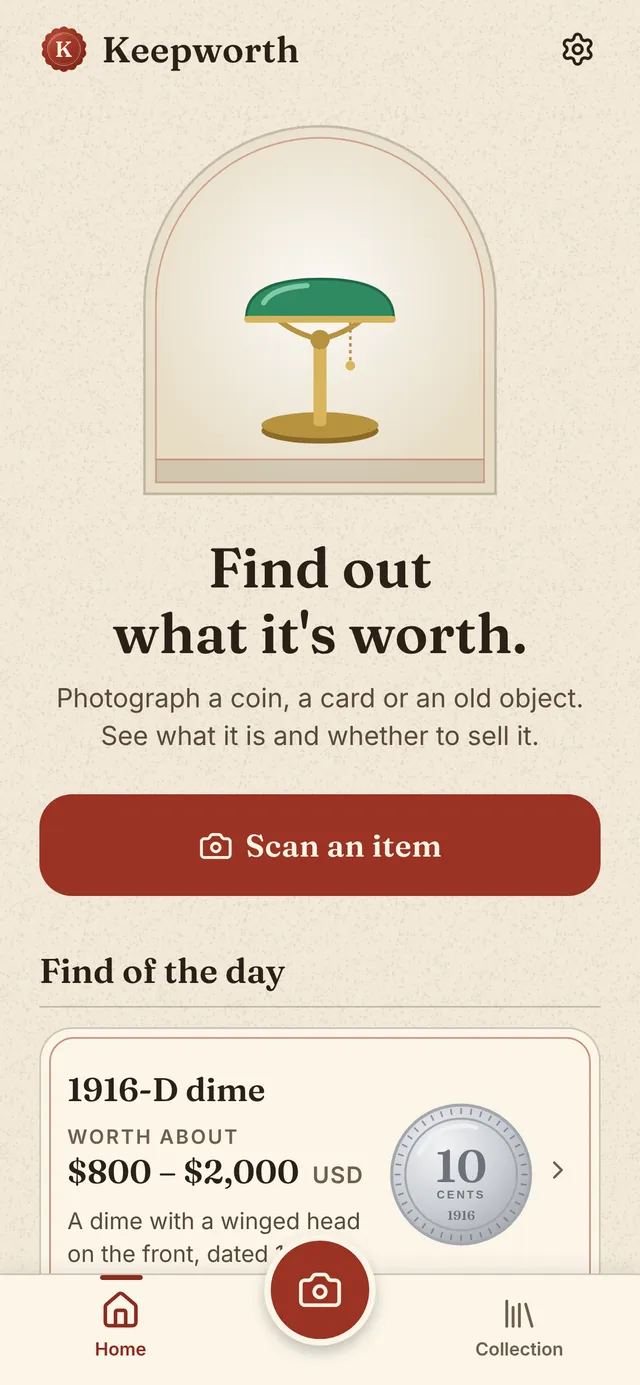 K Keepworth
Find out
what it's worth.
Photograph a coin, a card or an old object.
See what it is and whether to sell it.
Scan an item
Find of the day
1916-D dime
WORTH ABOUT
$800 – $2,000 USD
A dime with a winged head
on the front, dated
10
CENTS
1916
Home
Collection